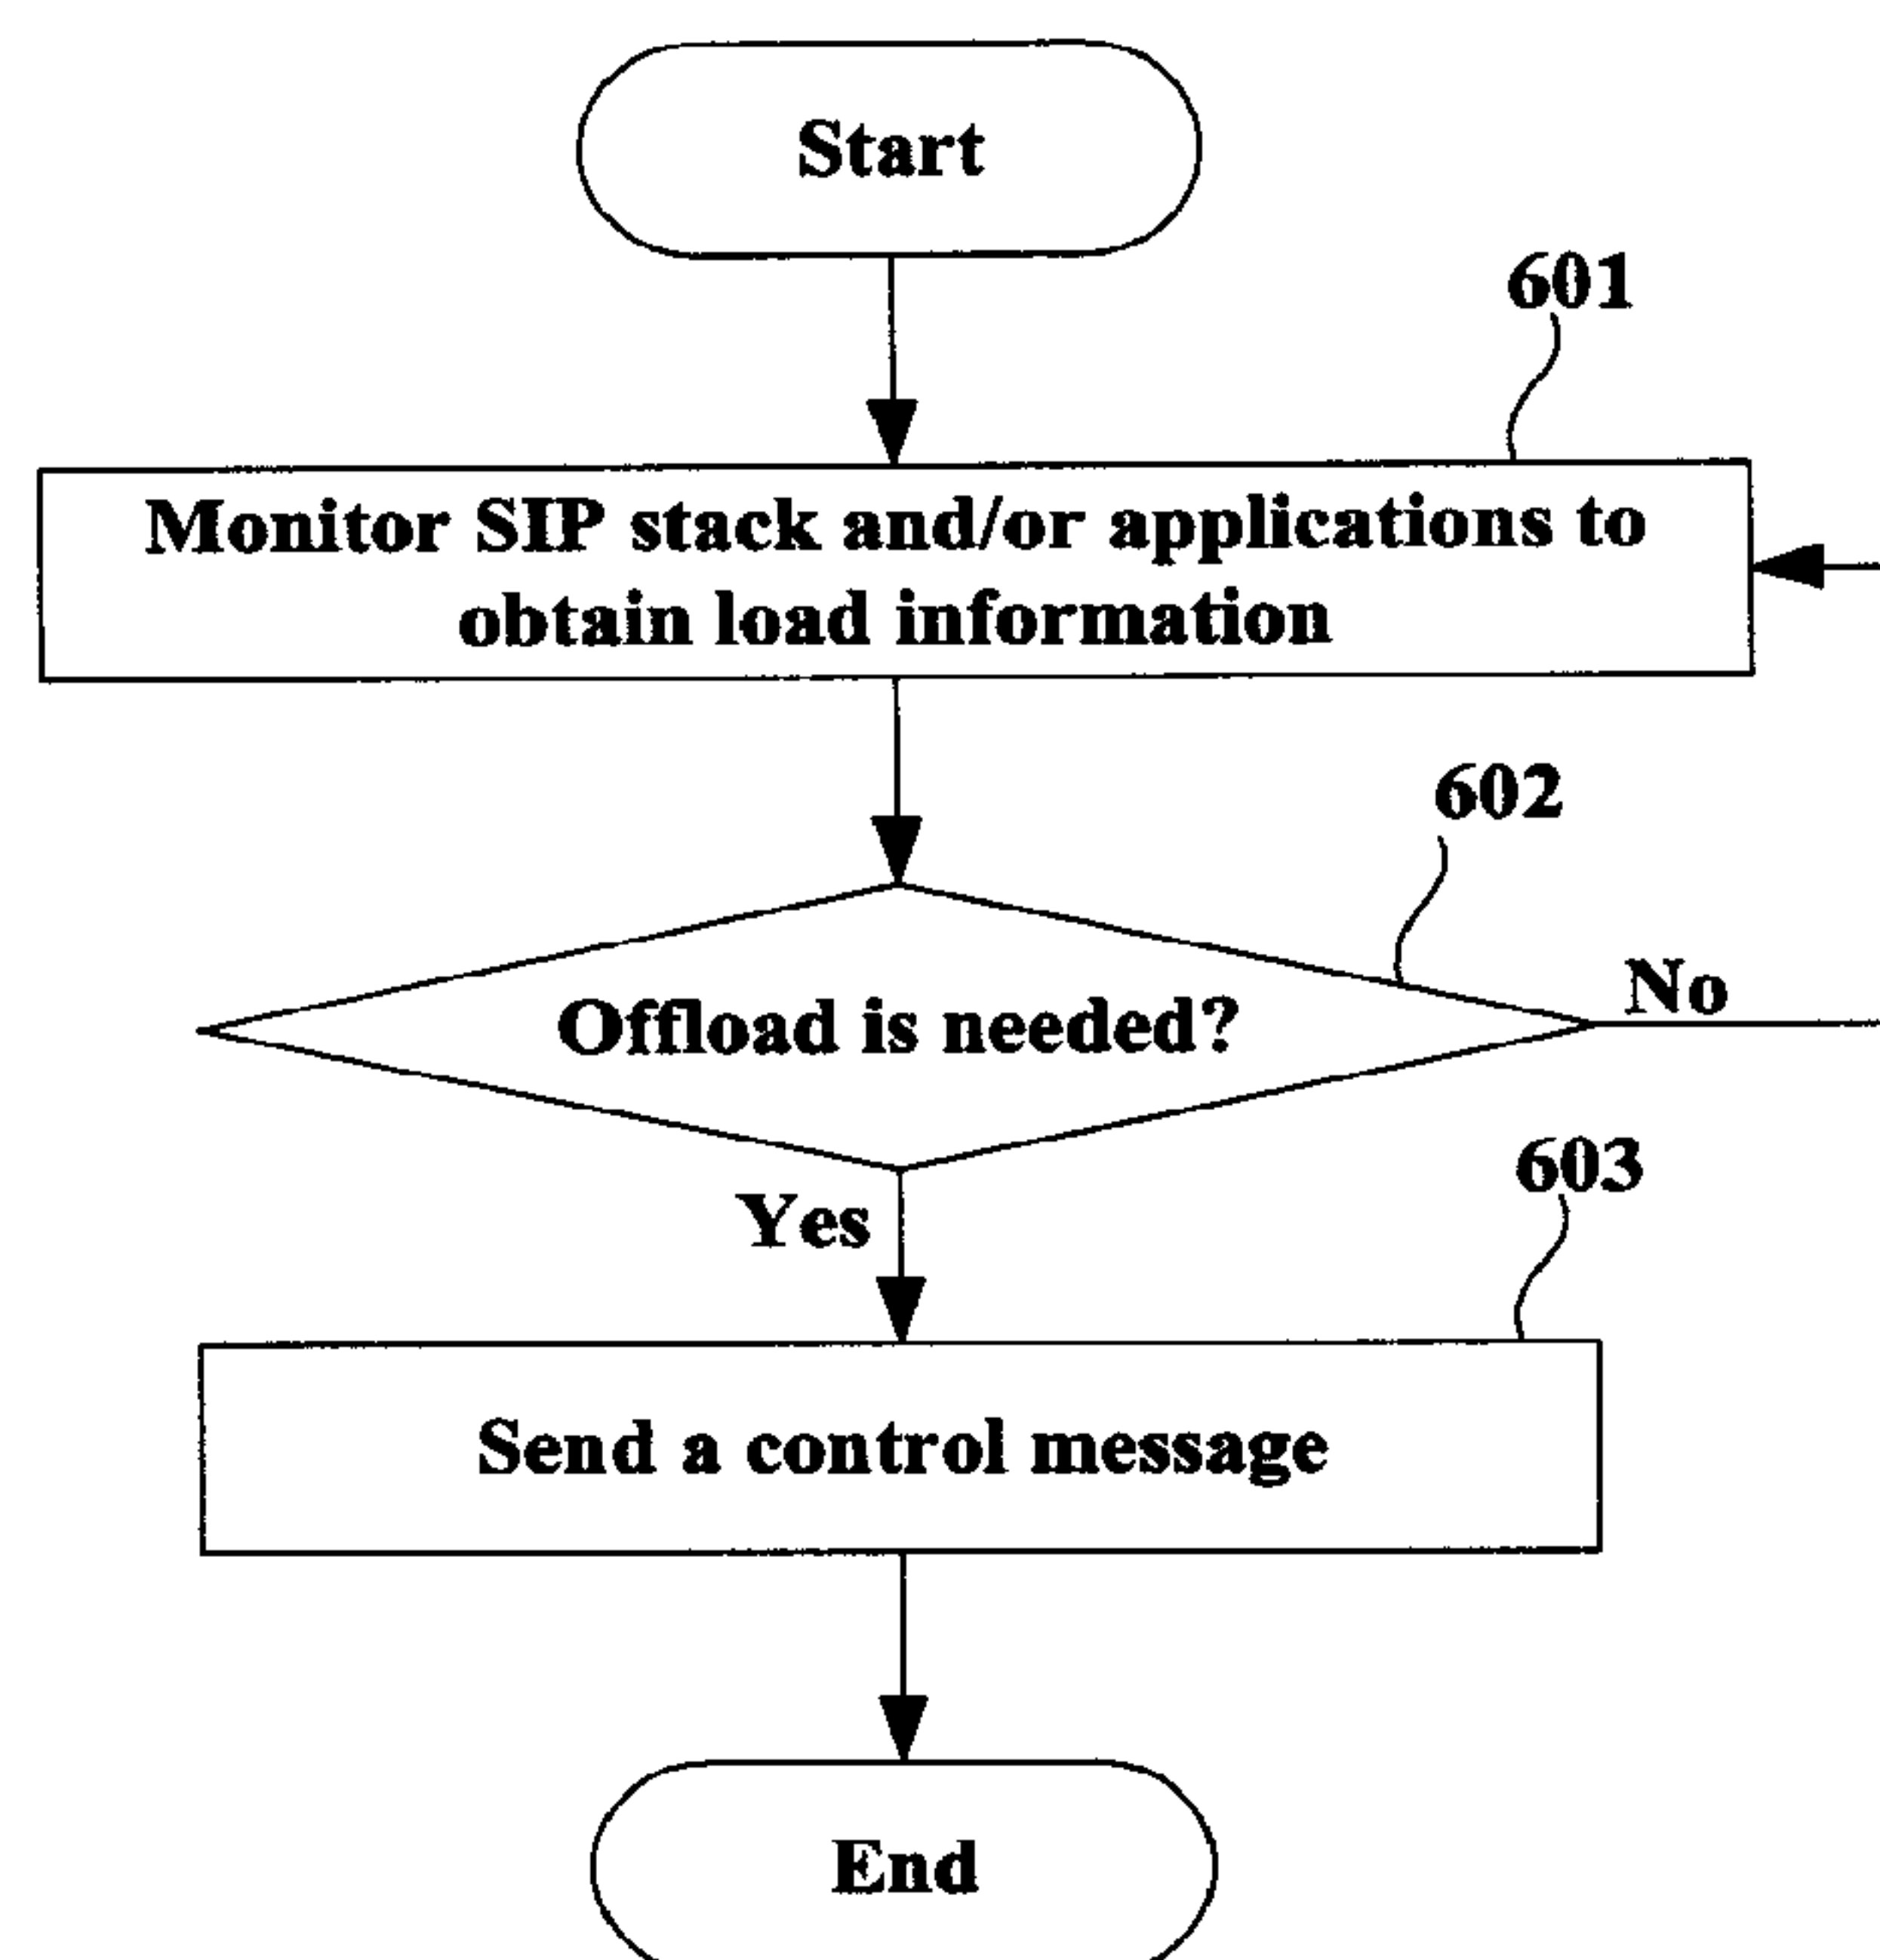 Start
601
Monitor SIP stack and/or applications to
obtain load information
602
Offload is needed?
No
Yes
603
Send a control message
End